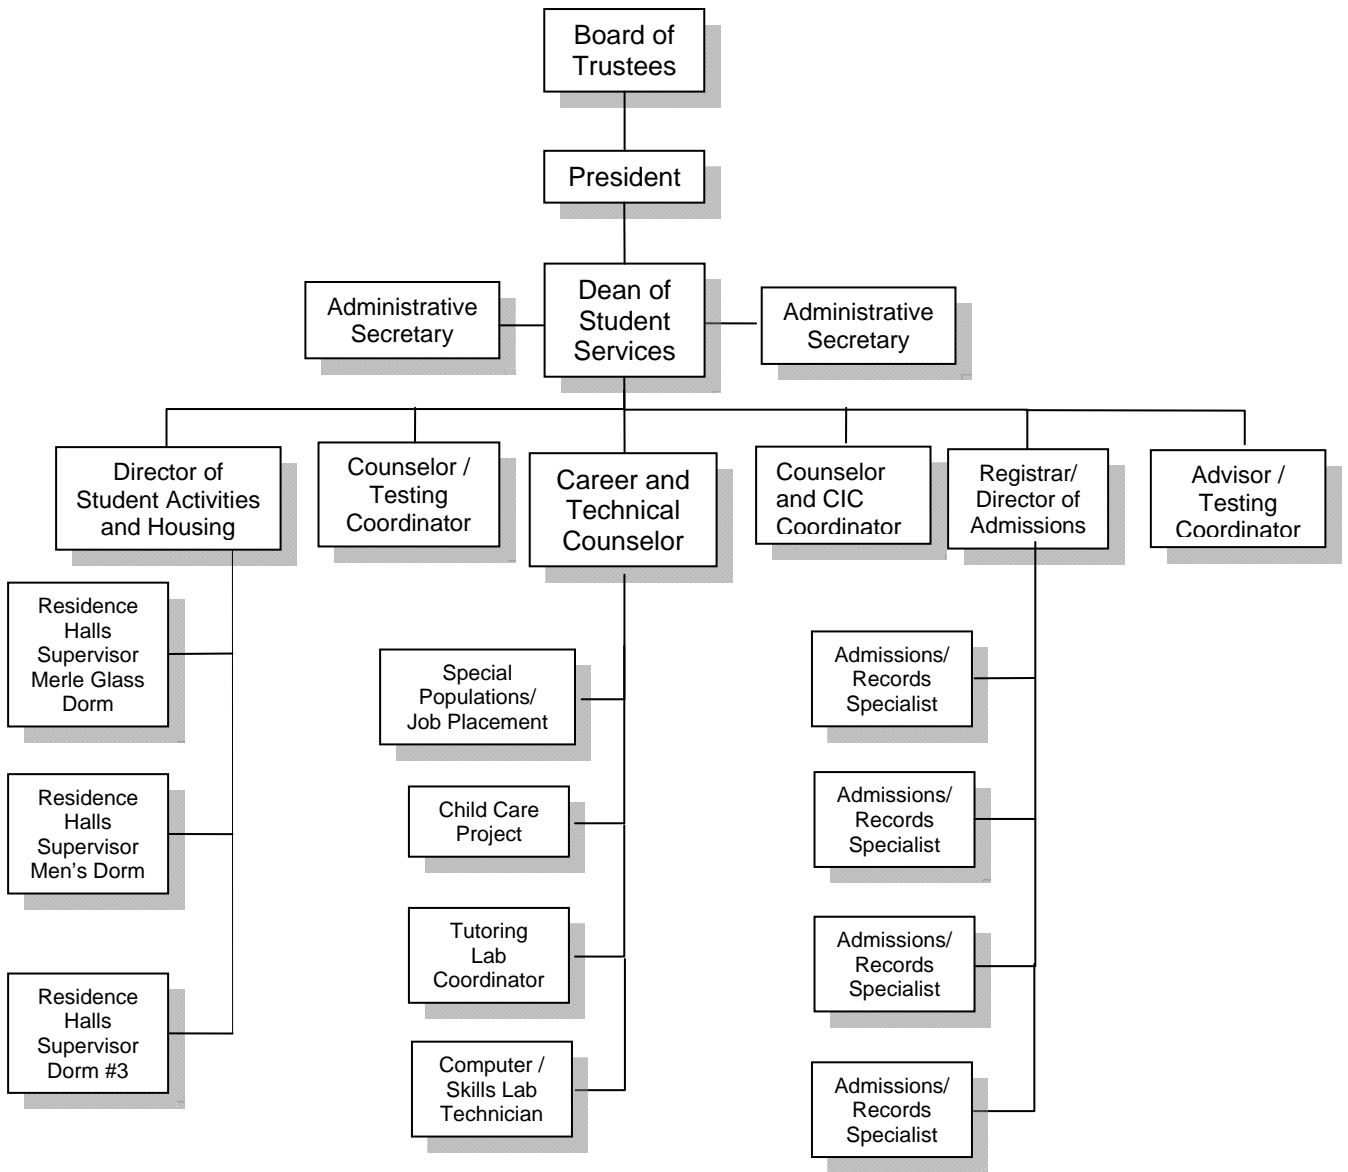 Board of
Trustees
President
Dean of
Student
Services
Administrative
Secretary
Administrative
Secretary
Director of
Student Activities
and Housing
Counselor /
Testing
Coordinator
Career and
Technical
Counselor
Counselor
and CIC
Coordinator
Registrar/
Director of
Admissions
Advisor /
Testing
Coordinator
Residence
Halls
Supervisor
Merle Glass
Dorm
Residence
Halls
Supervisor
Men's Dorm
Residence
Halls
Supervisor
Dorm #3
Special
Populations/
Job Placement
Child Care
Project
Tutoring
Lab
Coordinator
Computer /
Skills Lab
Technician
Admissions/
Records
Specialist
Admissions/
Records
Specialist
Admissions/
Records
Specialist
Admissions/
Records
Specialist